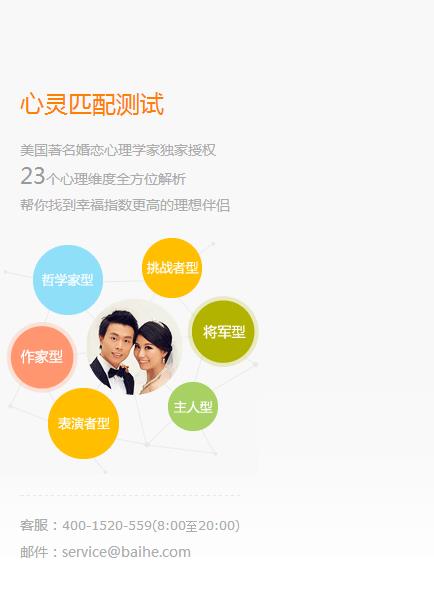 心灵匹配测试
美国著名婚恋心理学家独家授权
23个心理维度全方位解析
帮你找到幸福指数更高的理想伴侣
挑战者型
哲学家型
将军型
作家型
主人型
表演者型
客服：400-1520-559(8:00至20:00)
邮件：service@baihe.com